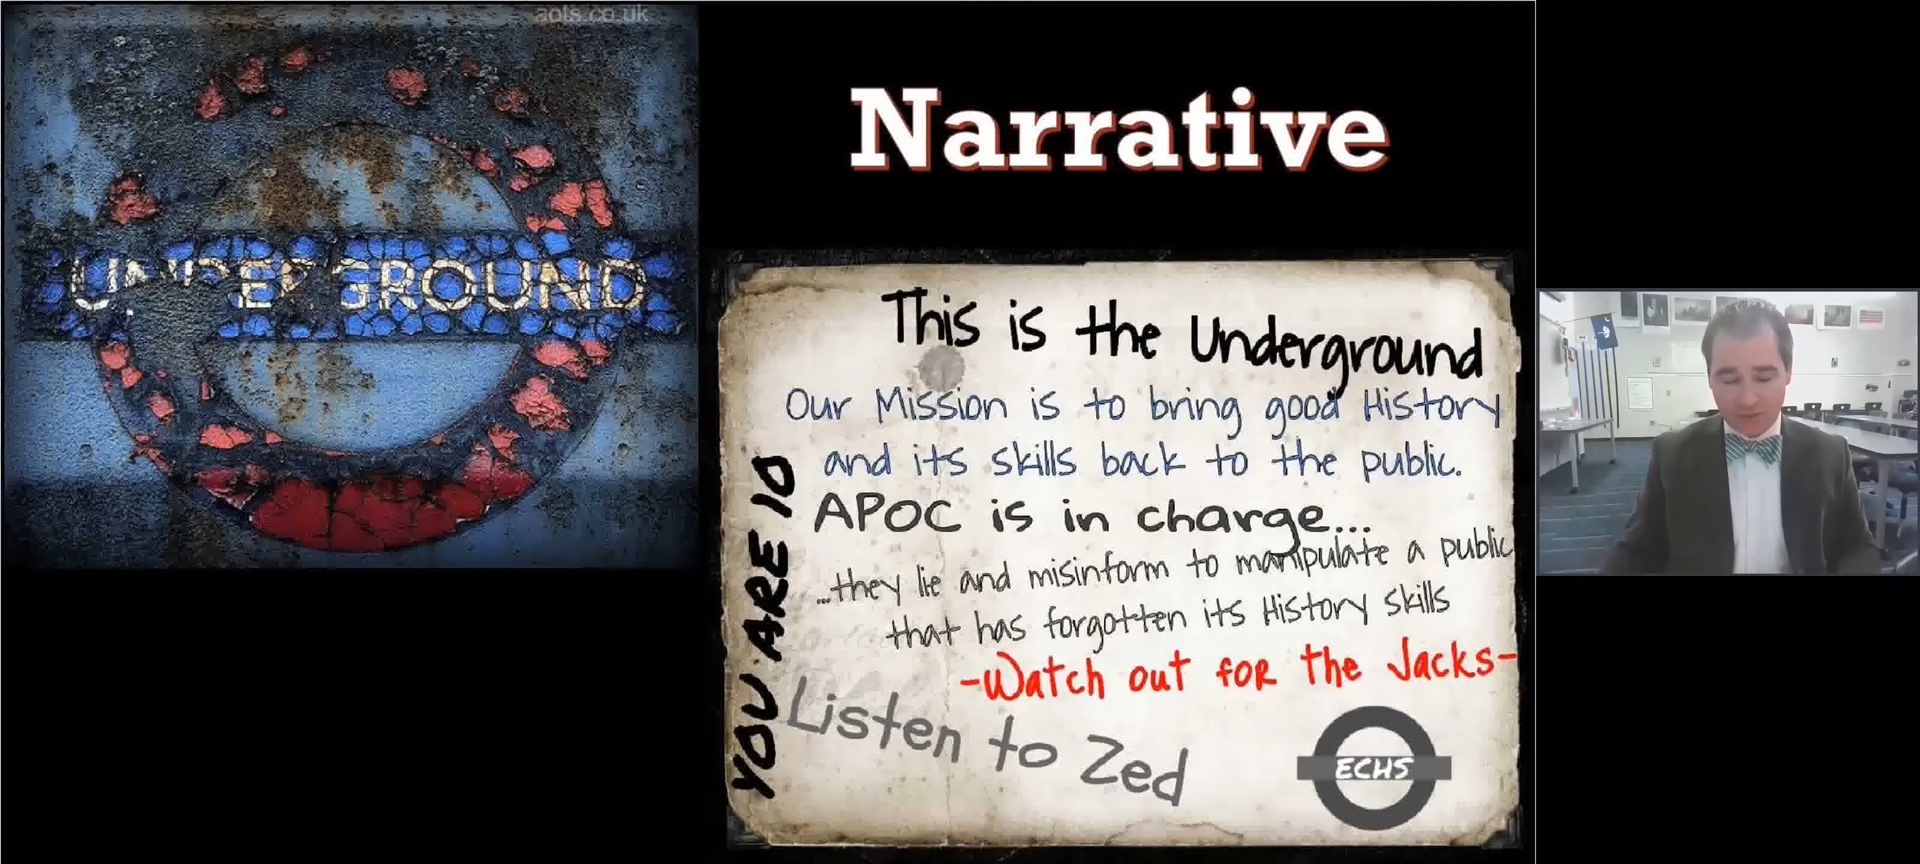 aots.co.uk
UNDERGROUND
Narrative
This is the Underground
Our Mission is to bring good History
and its skills back to the public.
APOC is in charge...
...they lie and misinform to manipulate a public
that has forgotten its History skills
-Watch out for the Jacks-
Listen to Zed
YOU ARE 10
ECHS